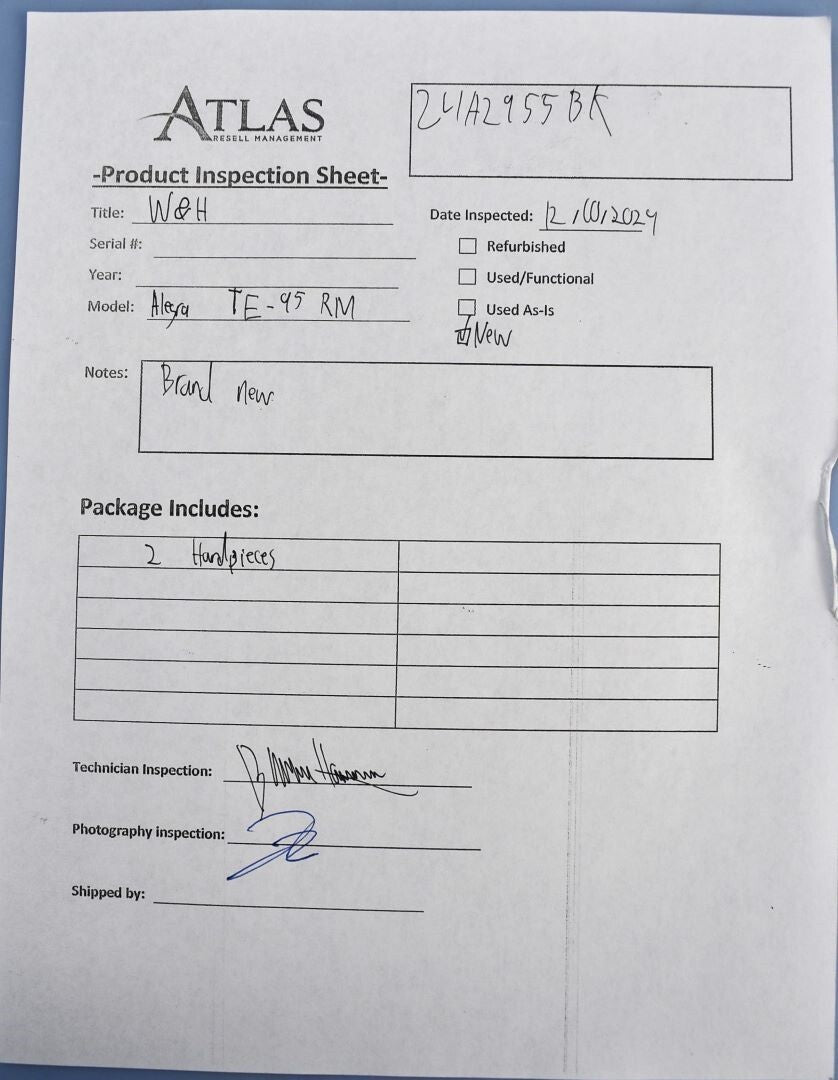 ATLAS
RESELL MANAGEMENT
24A2955BK
-Product Inspection Sheet-
Title: W&H
Date Inspected: 12/10/2024
Serial #:
Refurbished
Year:
Used/Functional
Model: Alegra TE-95 RM
Used As-Is
New
Notes: Brand new
Package Includes:
2 Handpieces
Technician Inspection:
Photography inspection:
Shipped by: